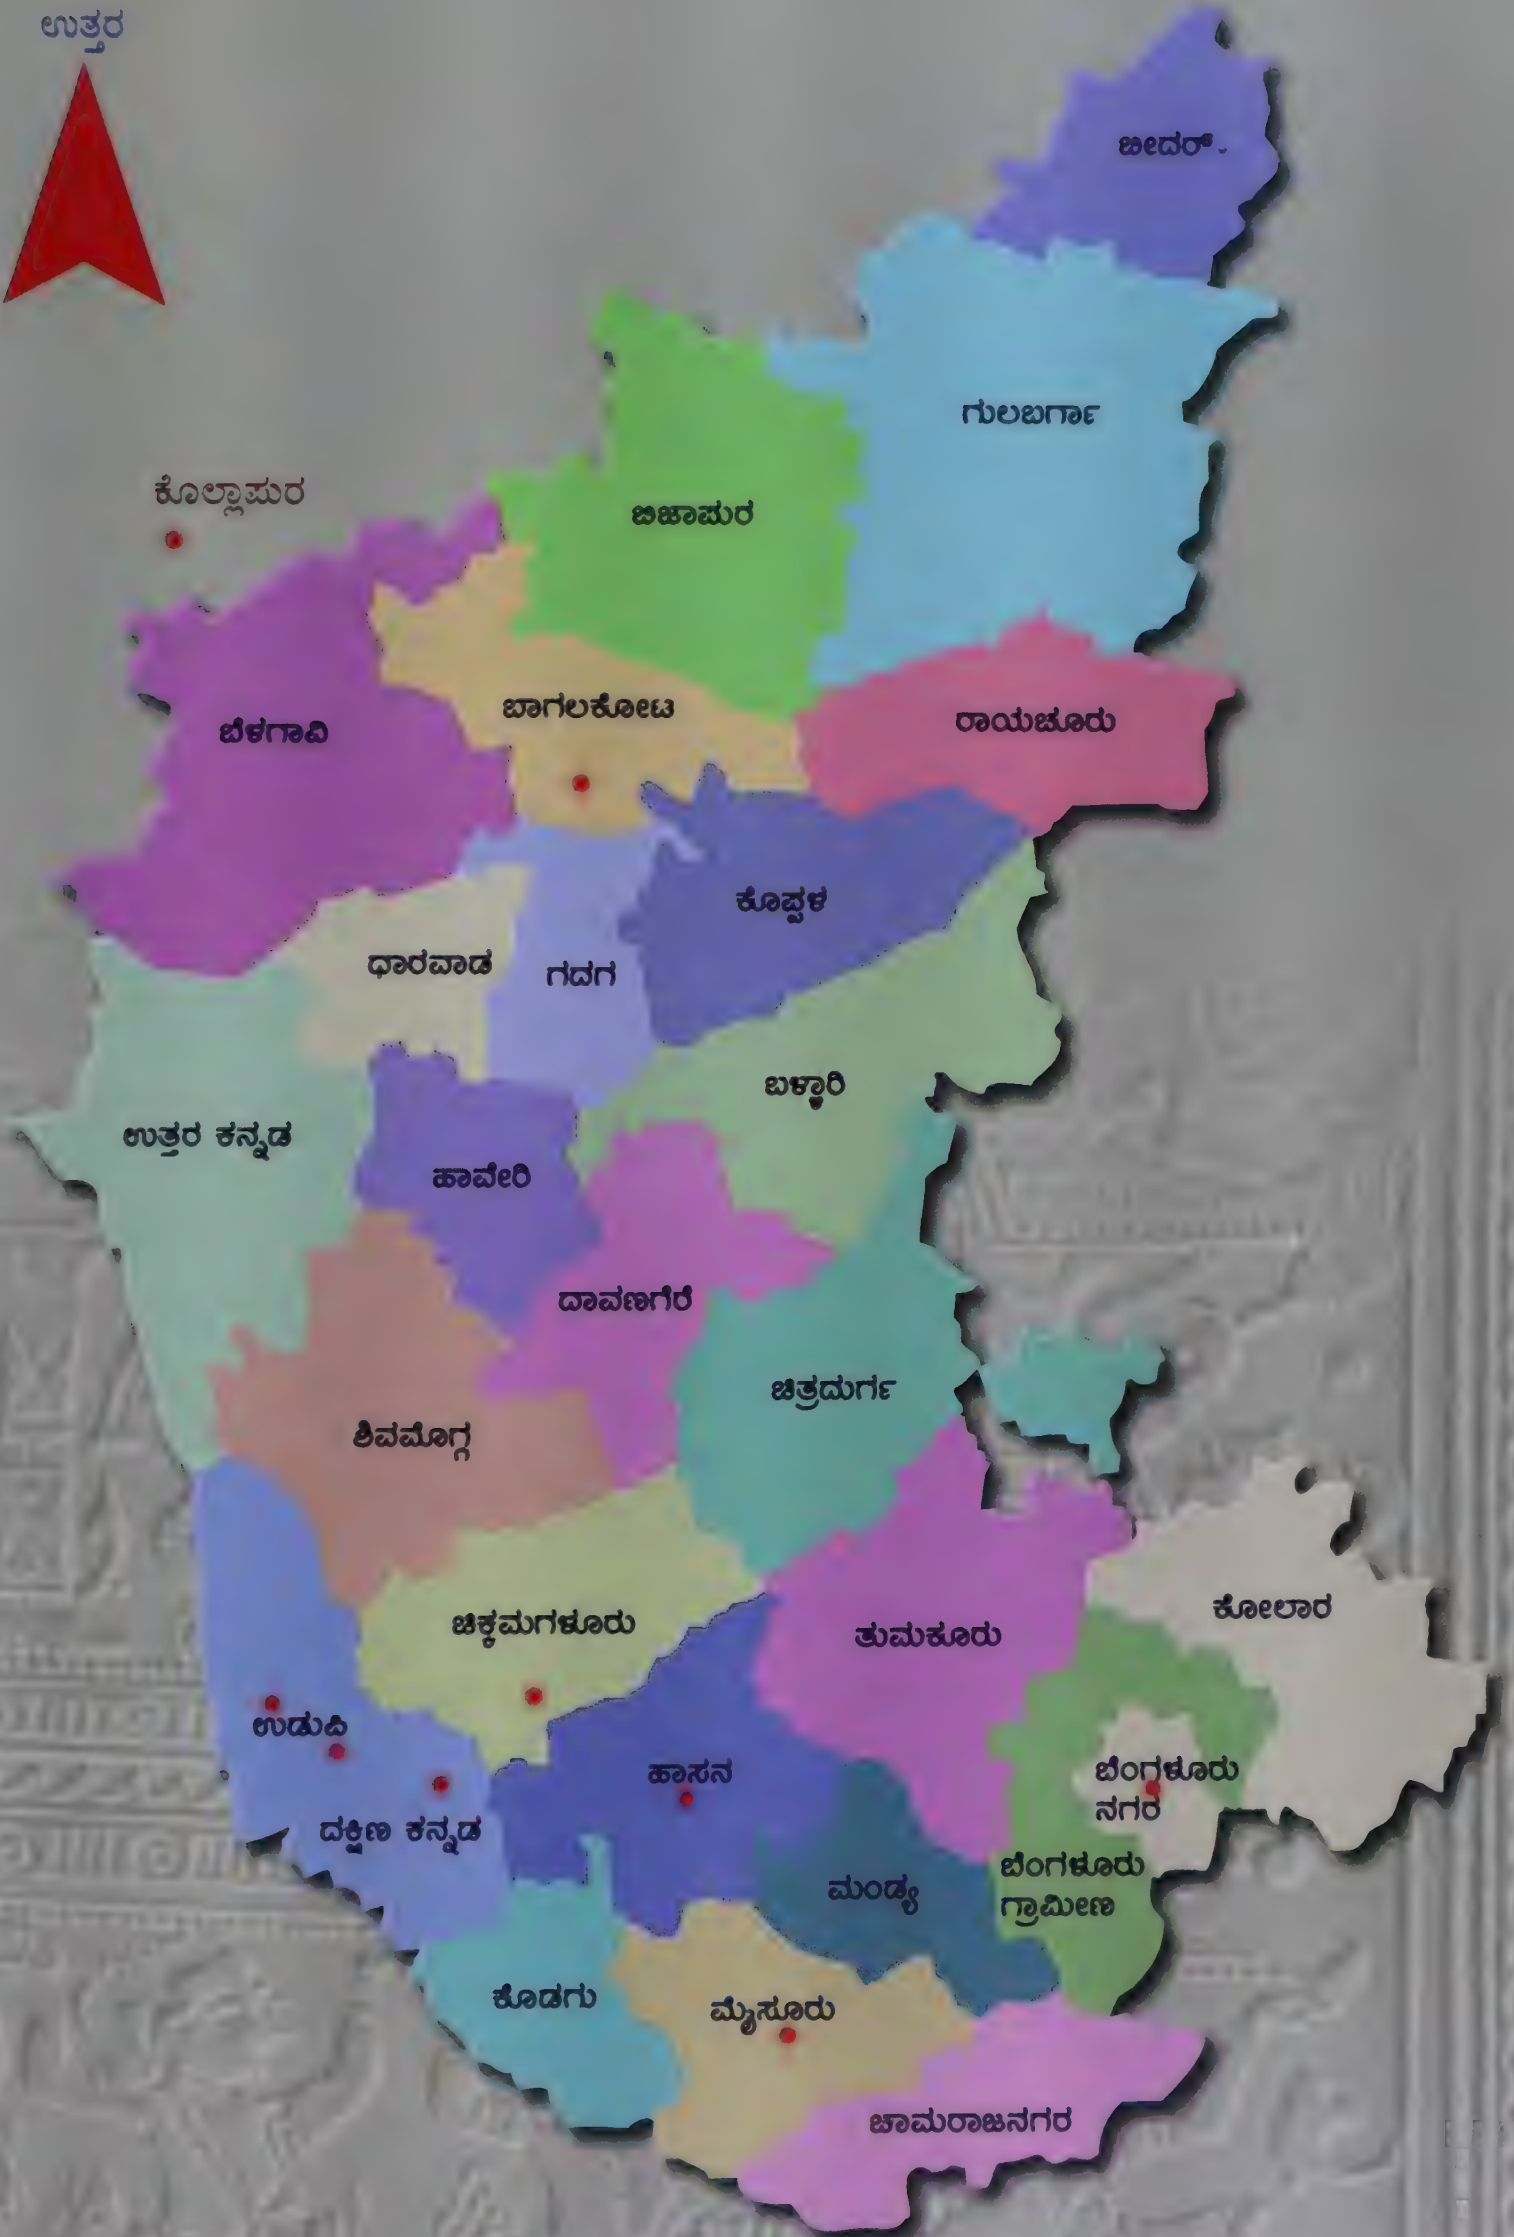 ಉತ್ತರ
ಬೀದರ್
ಗುಲಬರ್ಗಾ
ಕೊಲ್ಲಾಪುರ
ಬಿಜಾಪುರ
ಬಾಗಲಕೋಟ
ರಾಯಚೂರು
ಬೆಳಗಾವಿ
ಕೊಪ್ಪಳ
ಧಾರವಾಡ
ಗದಗ
ಬಳ್ಳಾರಿ
ಉತ್ತರ ಕನ್ನಡ
ಹಾವೇರಿ
ದಾವಣಗೆರೆ
ಚಿತ್ರದುರ್ಗ
ಶಿವಮೊಗ್ಗ
ಕೋಲಾರ
ಚಿಕ್ಕಮಗಳೂರು
ತುಮಕೂರು
ಉಡುಪಿ
ಹಾಸನ
ಬೆಂಗಳೂರು
ನಗರ
ದಕ್ಷಿಣ ಕನ್ನಡ
ಮಂಡ್ಯ
ಬೆಂಗಳೂರು
ಗ್ರಾಮೀಣ
ಕೊಡಗು
ಮೈಸೂರು
ಚಾಮರಾಜನಗರ